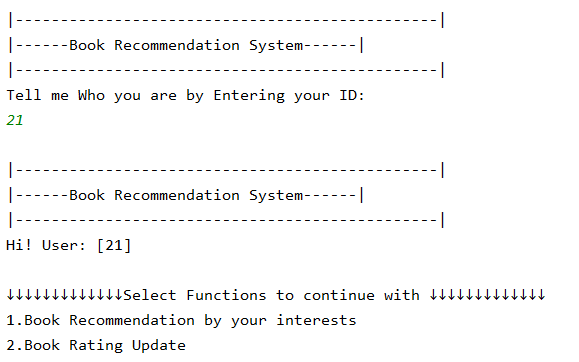 |-----------------------------------------------|
|------Book Recommendation System------|
|-----------------------------------------------|
Tell me Who you are by Entering your ID:
21
|-----------------------------------------------|
|------Book Recommendation System------|
|-----------------------------------------------|
Hi! User: [21]
↓↓↓↓↓↓↓↓↓↓↓↓↓Select Functions to continue with ↓↓↓↓↓↓↓↓↓↓↓↓↓
1.Book Recommendation by your interests
2.Book Rating Update